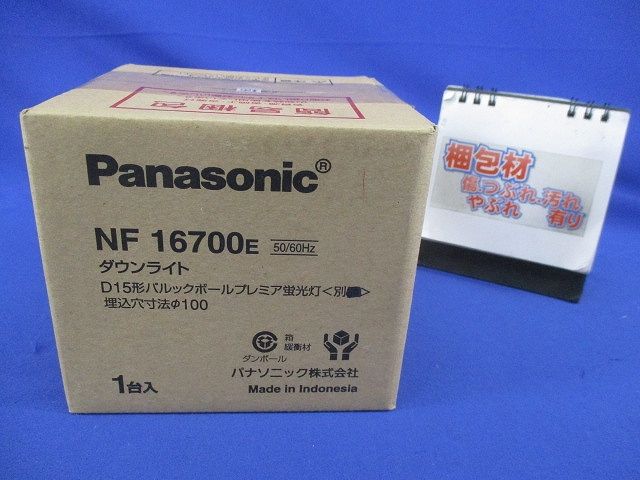 簡易梱包
Panasonic®
NF 16700E 50/60Hz
ダウンライト
D15形パルックボールプレミア蛍光灯<別
埋込穴寸法φ100
箱
緩衝材
ダンボール
パナソニック株式会社
1台入
Made in Indonesia
梱包材
傷つぶれ汚れ
やぶれ 有り